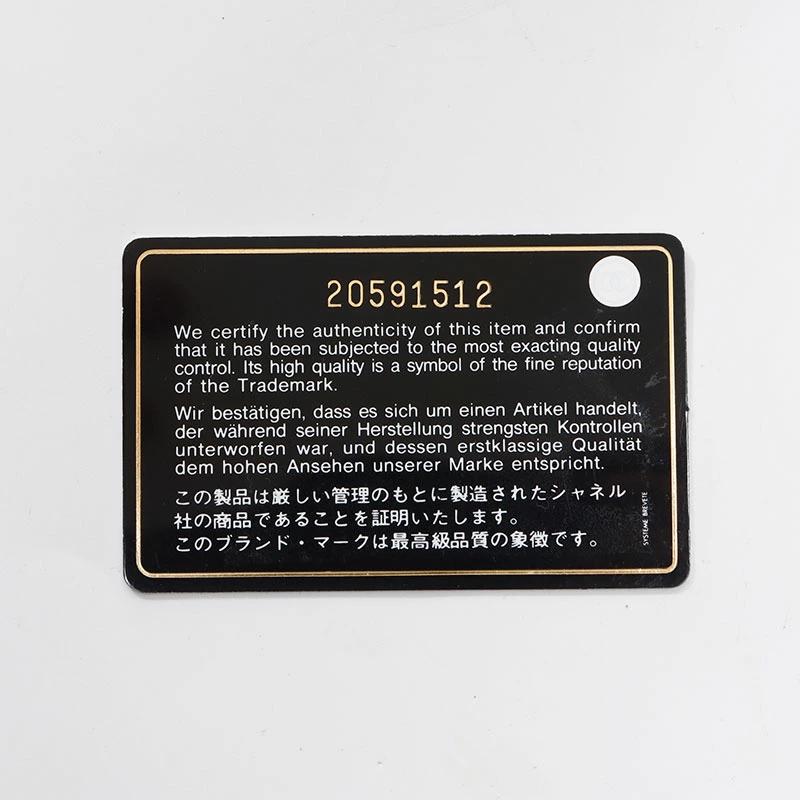 20591512
We certify the authenticity of this item and confirm
that it has been subjected to the most exacting quality
control. Its high quality is a symbol of the fine reputation
of the Trademark.
Wir bestätigen, dass es sich um einen Artikel handelt,
der während seiner Herstellung strengsten Kontrollen
unterworfen war, und dessen erstklassige Qualität
dem hohen Ansehen unserer Marke entspricht.
この製品は厳しい管理のもとに製造されたシャネル
社の商品であることを証明いたします。
このブランド・マークは最高級品質の象徴です。
SYSTEME BREVETE